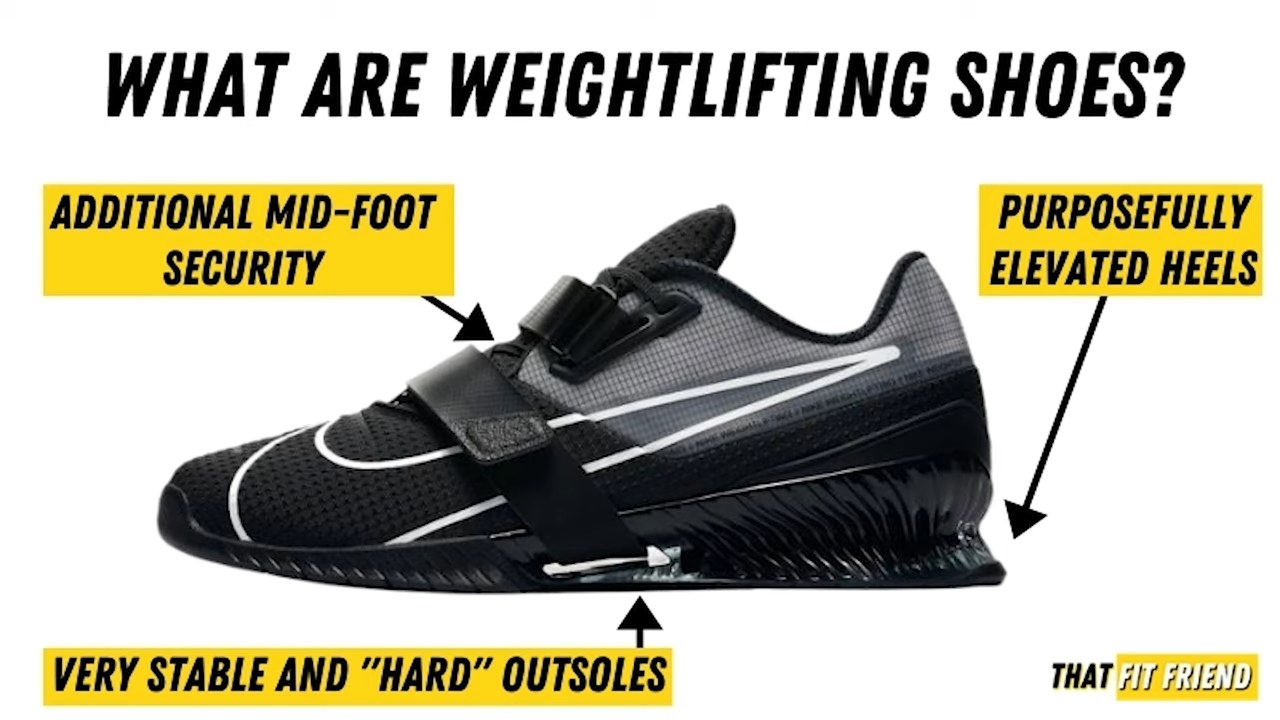 WHAT ARE WEIGHTLIFTING SHOES?
ADDITIONAL MID-FOOT
SECURITY
PURPOSEFULLY
ELEVATED HEELS
VERY STABLE AND "HARD" OUTSOLES
THAT FIT FRIEND